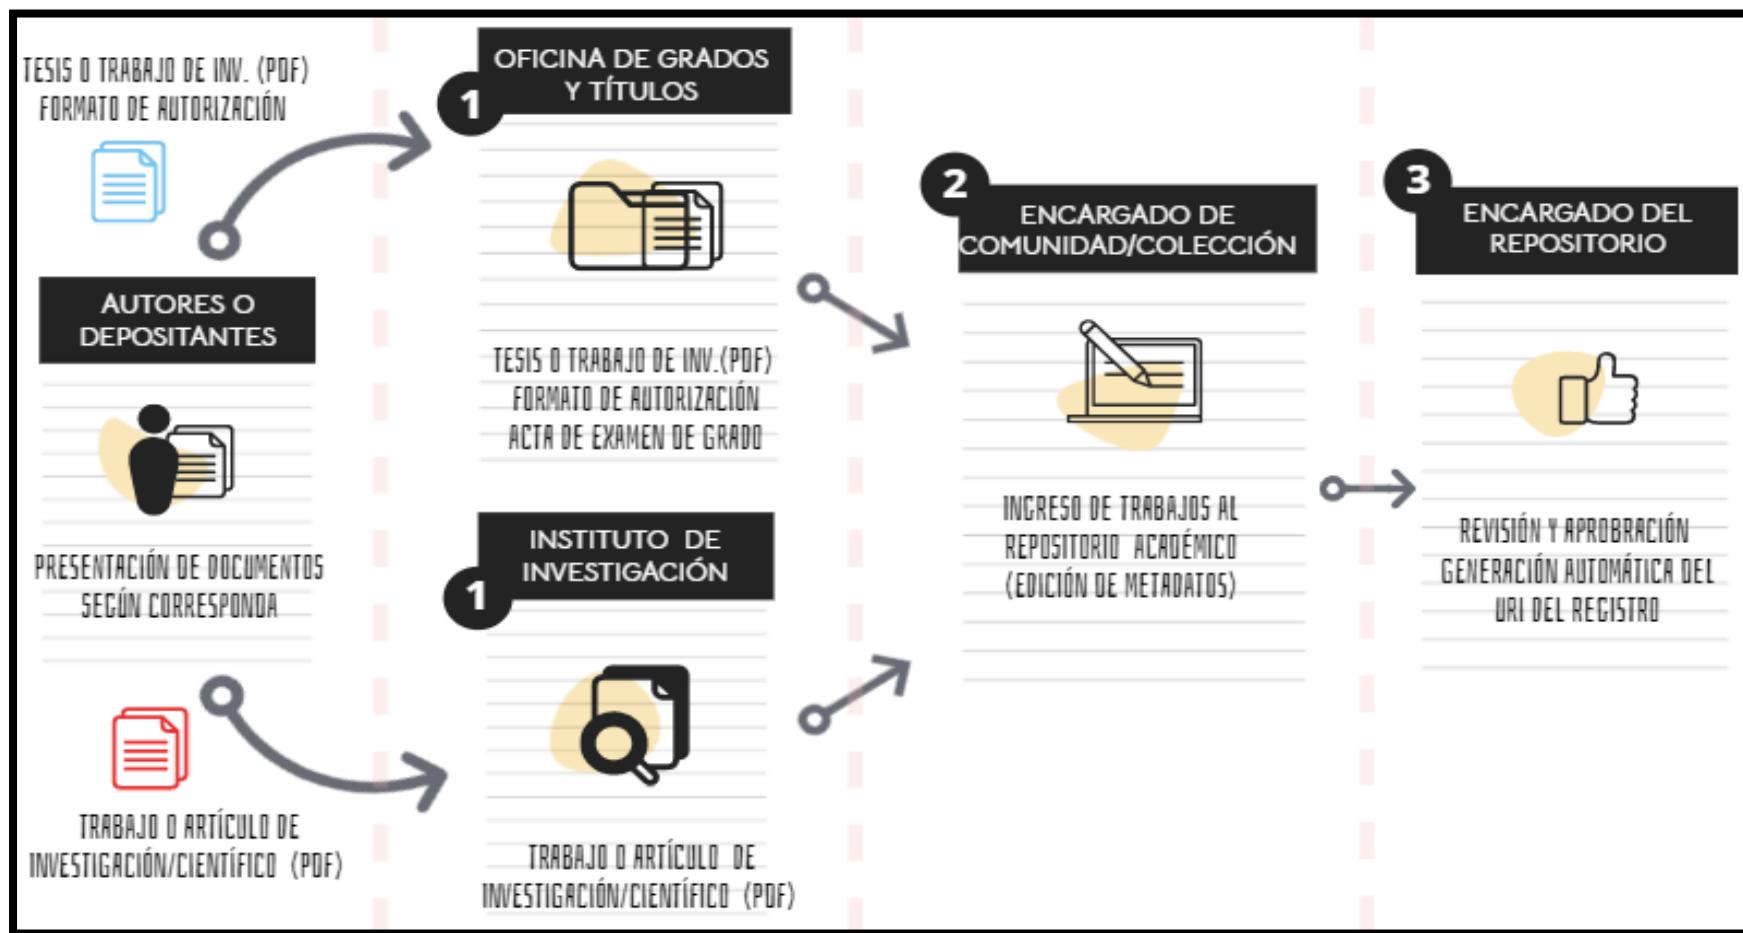 TESIS O TRABAJO DE INV. (PDF)
FORMATO DE AUTORIZACIÓN
AUTORES O
DEPOSITANTES
PRESENTACIÓN DE DOCUMENTOS
SEGÚN CORRESPONDA
TRABAJO O ARTÍCULO DE
INVESTIGACIÓN/CIENTÍFICO (PDF)
1
OFICINA DE GRADOS
Y TÍTULOS
TESIS O TRABAJO DE INV.(PDF)
FORMATO DE AUTORIZACIÓN
ACTA DE EXAMEN DE GRADO
1
INSTITUTO DE
INVESTIGACIÓN
TRABAJO O ARTÍCULO DE
INVESTIGACIÓN/CIENTÍFICO (PDF)
2
ENCARGADO DE
COMUNIDAD/COLECCIÓN
INGRESO DE TRABAJOS AL
REPOSITORIO ACADÉMICO
(EDICIÓN DE METADATOS)
3
ENCARGADO DEL
REPOSITORIO
REVISIÓN Y APROBRACIÓN
GENERACIÓN AUTOMÁTICA DEL
URI DEL REGISTRO